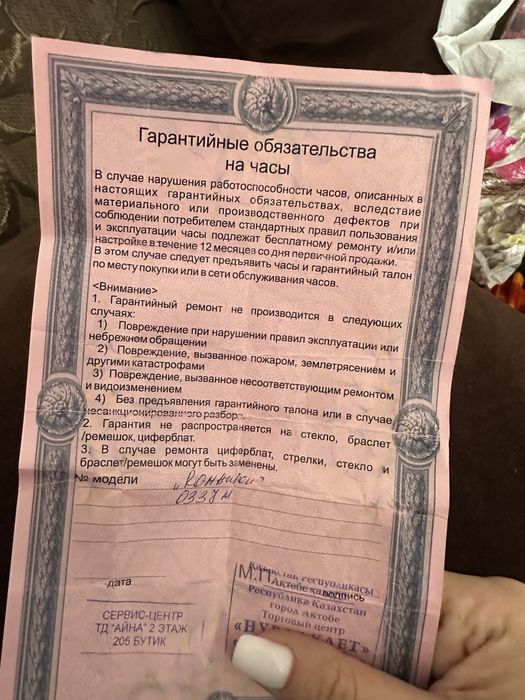 Гарантийные обязательства
на часы
В случае нарушения работоспособности часов, описанных в
настоящих гарантийных обязательствах, вследствие
материального или производственного дефектов при
соблюдении потребителем стандартных правил пользования
и эксплуатации часы подлежат бесплатному ремонту и/или
настройке в течение 12 месяцев со дня первичной продажи.
В этом случае следует предъявить часы и гарантийный талон
по месту покупки или в сети обслуживания часов.
<Внимание>
1. Гарантийный ремонт не производится в следующих
случаях:
1) Повреждение при нарушении правил эксплуатации или
небрежном обращении
2) Повреждение, вызванное пожаром, землетрясением и
другими катастрофами
3) Повреждение, вызванное несоответствующим ремонтом
и видоизменением
4) Без предъявления гарантийного талона или в случае
несанкционированного разбора.
2. Гарантия не распространяется на стекло, браслет
/ремешок, циферблат.
3. В случае ремонта циферблат, стрелки, стекло и
браслет/ремешок могут быть заменены.
№ модели
0337м
дата
М.П
подпись
Республика Казахстан
город Актобе
Торговый центр
СЕРВИС-ЦЕНТР
ТД "АЙНА" 2 ЭТАЖ
205 БУТИК